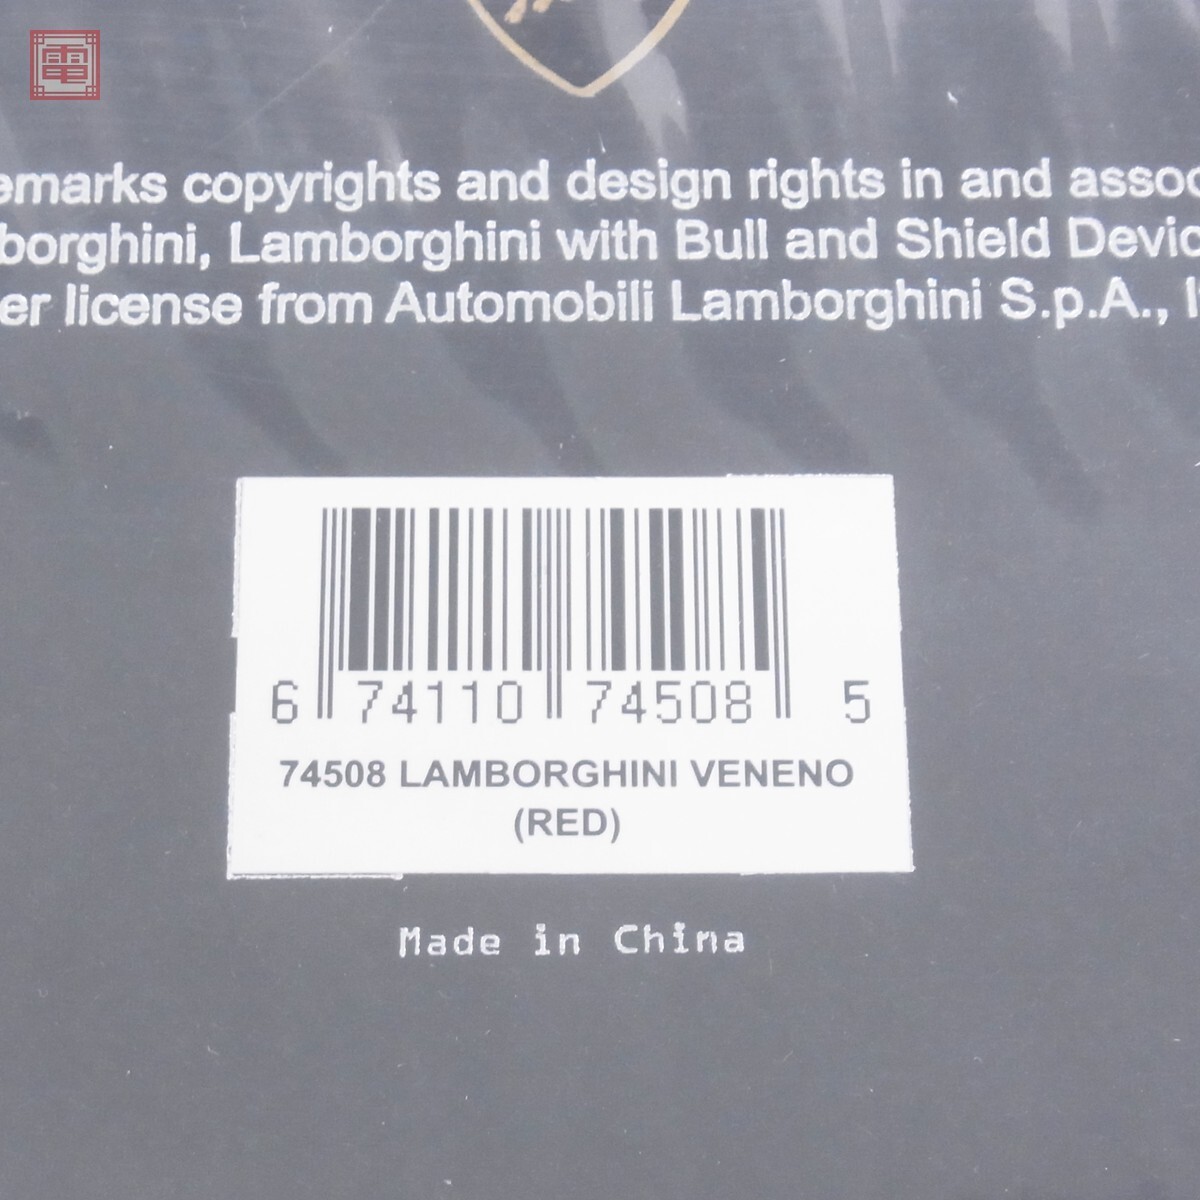 電
emarks copyrights and design rights in and assoc
borghini, Lamborghini with Bull and Shield Devic
er license from Automobili Lamborghini S.p.A., I
6 74110 74508 5
74508 LAMBORGHINI VENENO
(RED)
Made in China